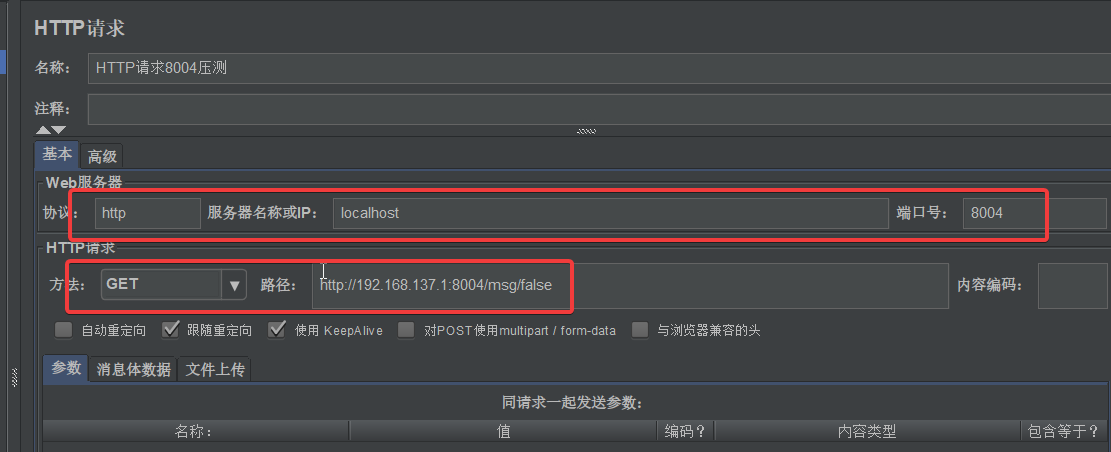 HTTP请求
名称： HTTP请求8004压测
注释：
基本 高级
Web服务器
协议： http 服务器名称或IP： localhost 端口号： 8004
HTTP请求
方法： GET 路径： http://192.168.137.1:8004/msg/false 内容编码：
自动重定向 跟随重定向 使用 KeepAlive 对POST使用multipart / form-data 与浏览器兼容的头
参数 消息体数据 文件上传
同请求一起发送参数：
名称： 值 编码？ 内容类型 包含等于？